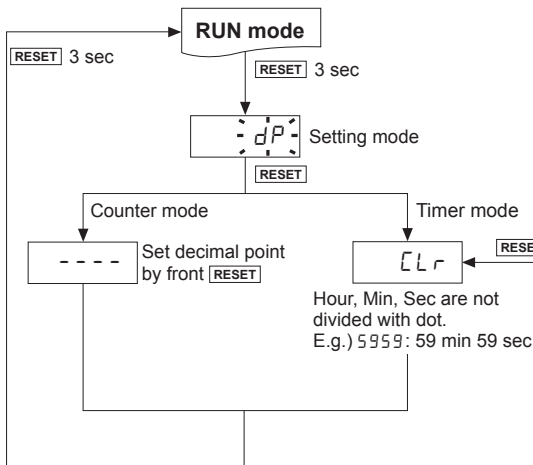 RUN mode
RESET 3 sec
RESET 3 sec
dP
Setting mode
RESET
Counter mode
Timer mode
----
Set decimal point
by front RESET
CLr
RESE
Hour, Min, Sec are not
divided with dot.
E.g.) 5959: 59 min 59 sec